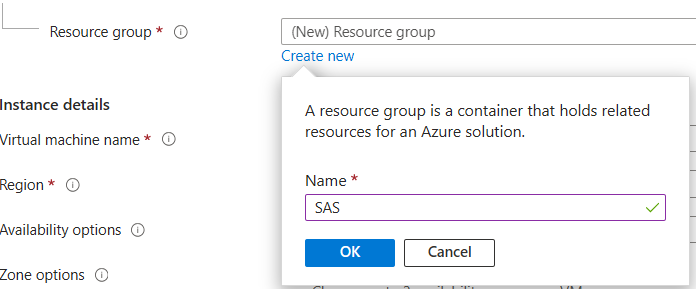 Resource group *
(New) Resource group
Create new
A resource group is a container that holds related
resources for an Azure solution.
Name *
SAS
OK Cancel
Instance details
Virtual machine name *
Region *
Availability options
Zone options